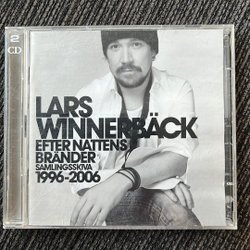 2
CD
LARS
WINNERBÄCK
EFTER NATTENS
BRÄNDER
SAMLINGSSKIVA
1996-2006